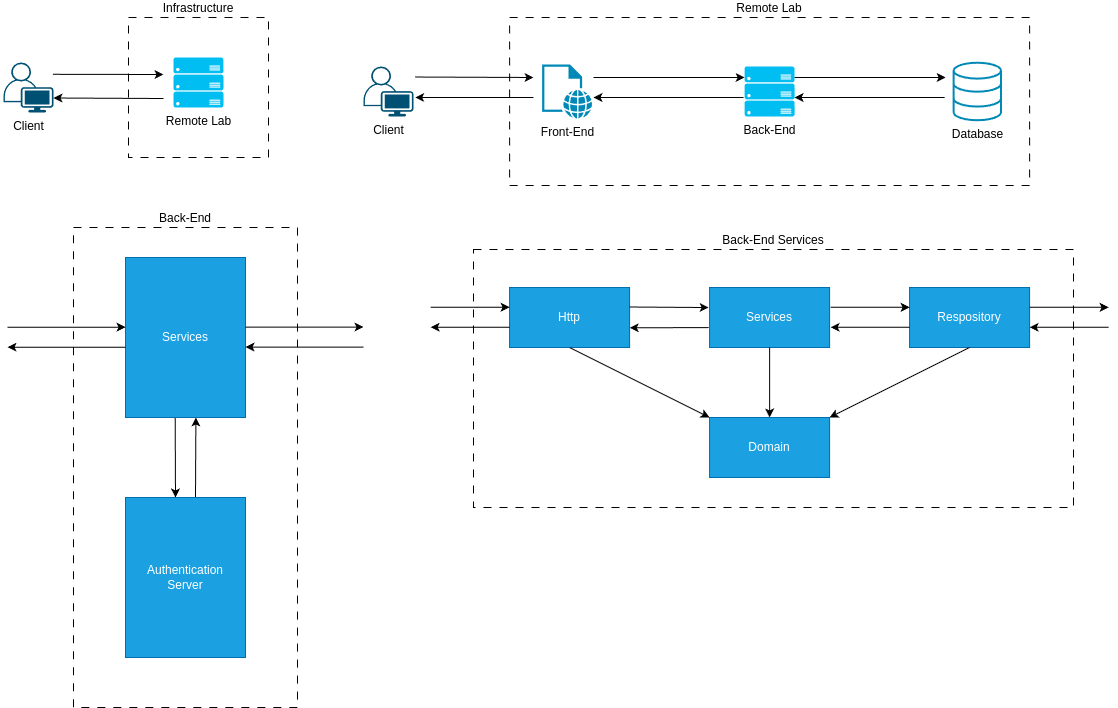 Infrastructure
Remote Lab
Client
Remote Lab
Client
Front-End
Back-End
Database
Back-End
Services
Authentication
Server
Back-End Services
Http
Services
Respository
Domain